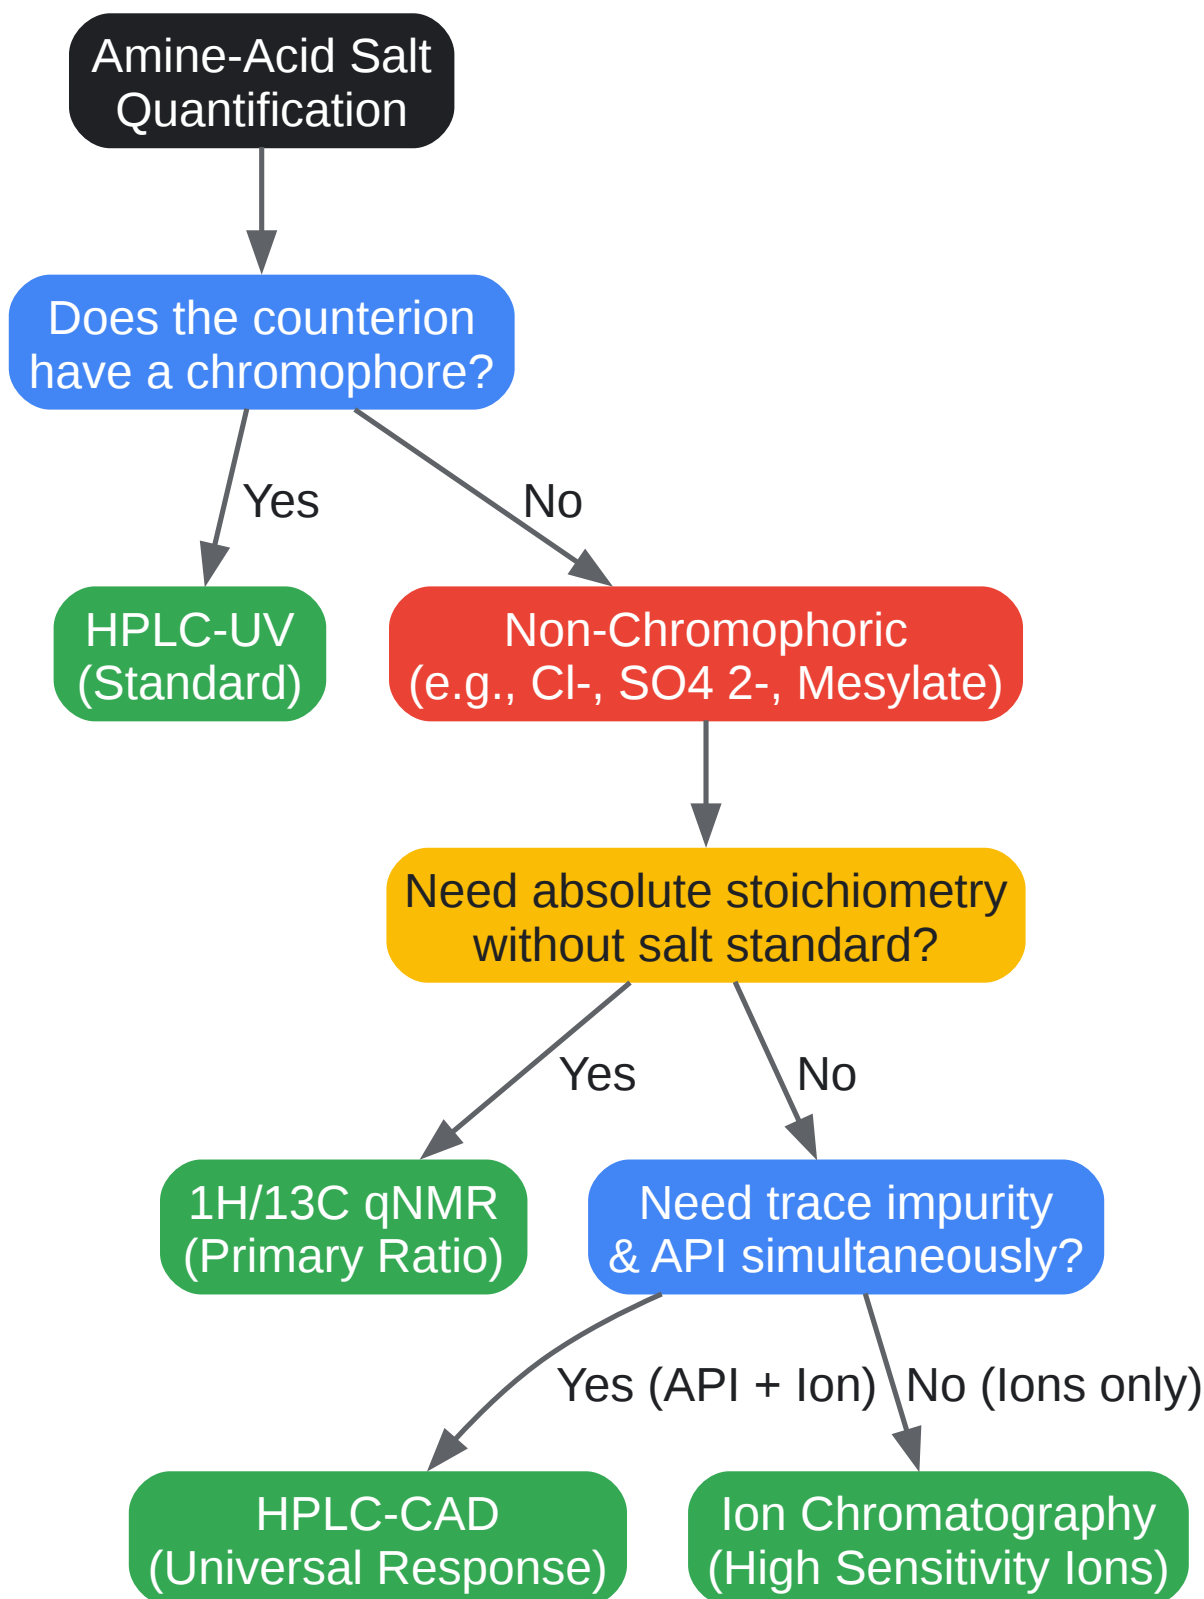 Amine-Acid Salt
Quantification
Does the counterion
have a chromophore?
Yes
No
HPLC-UV
(Standard)
Non-Chromophoric
(e.g., Cl-, SO4 2-, Mesylate)
Need absolute stoichiometry
without salt standard?
Yes
No
1H/13C qNMR
(Primary Ratio)
Need trace impurity
& API simultaneously?
Yes (API + Ion)
No (Ions only)
HPLC-CAD
(Universal Response)
Ion Chromatography
(High Sensitivity Ions)